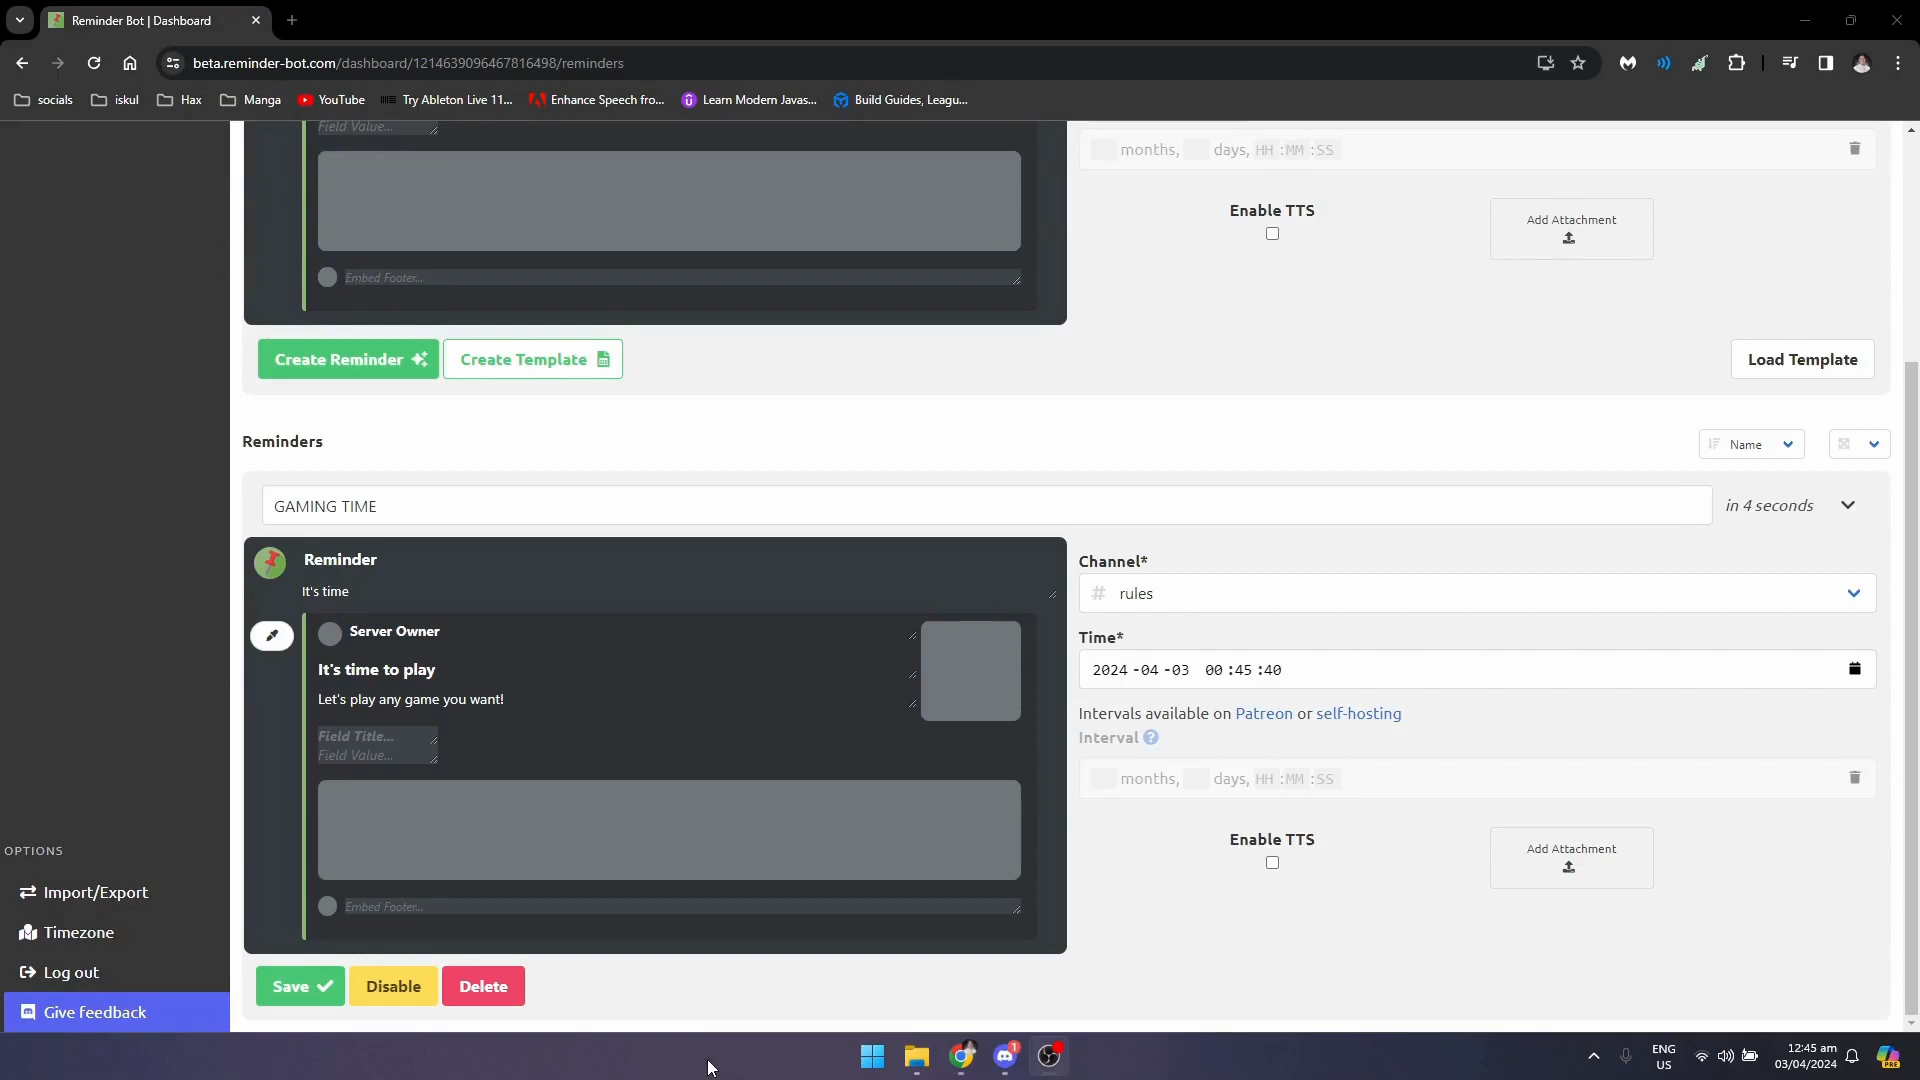 Reminder Bot | Dashboard
beta.reminder-bot.com/dashboard/1214639096467816498/reminders
socials
iskul
Hax
Manga
YouTube
Try Ableton Live 11...
Enhance Speech fro...
Learn Modern Javas...
Build Guides, Leagu...
Field Value...
months, days, HH :MM :SS
Enable TTS
Add Attachment
Embed Footer...
Create Reminder
Create Template
Load Template
Reminders
Name
GAMING TIME
in 4 seconds
Reminder
It's time
Server Owner
It's time to play
Let's play any game you want!
Field Title...
Field Value...
Embed Footer...
Channel*
# rules
Time*
2024 -04 -03 00 :45 :40
Intervals available on Patreon or self-hosting
Interval ?
months, days, HH :MM :SS
Enable TTS
Add Attachment
Save
Disable
Delete
OPTIONS
Import/Export
Timezone
Log out
Give feedback
1
ENG
US
12:45 am
03/04/2024
PRE